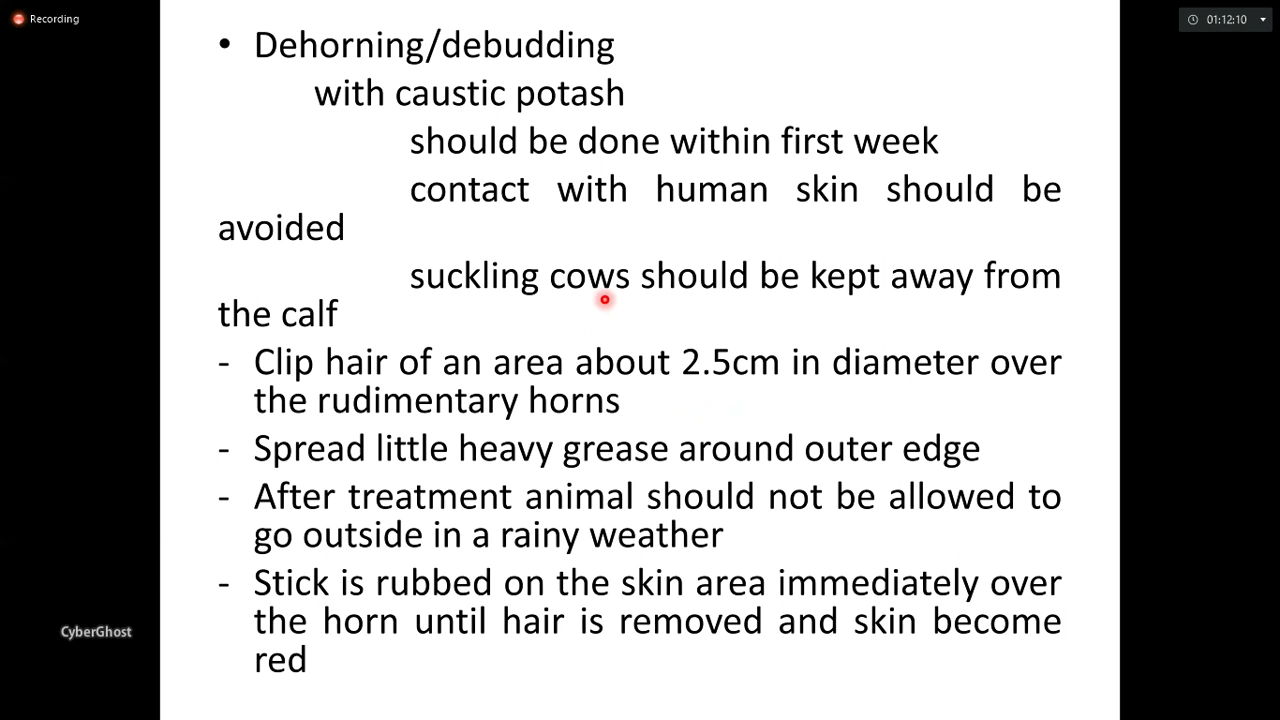 Recording
01:12:10
• Dehorning/debudding
with caustic potash
should be done within first week
contact with human skin should be
avoided
suckling cows should be kept away from
the calf
- Clip hair of an area about 2.5cm in diameter over
the rudimentary horns
- Spread little heavy grease around outer edge
- After treatment animal should not be allowed to
go outside in a rainy weather
- Stick is rubbed on the skin area immediately over
the horn until hair is removed and skin become
red
CyberGhost